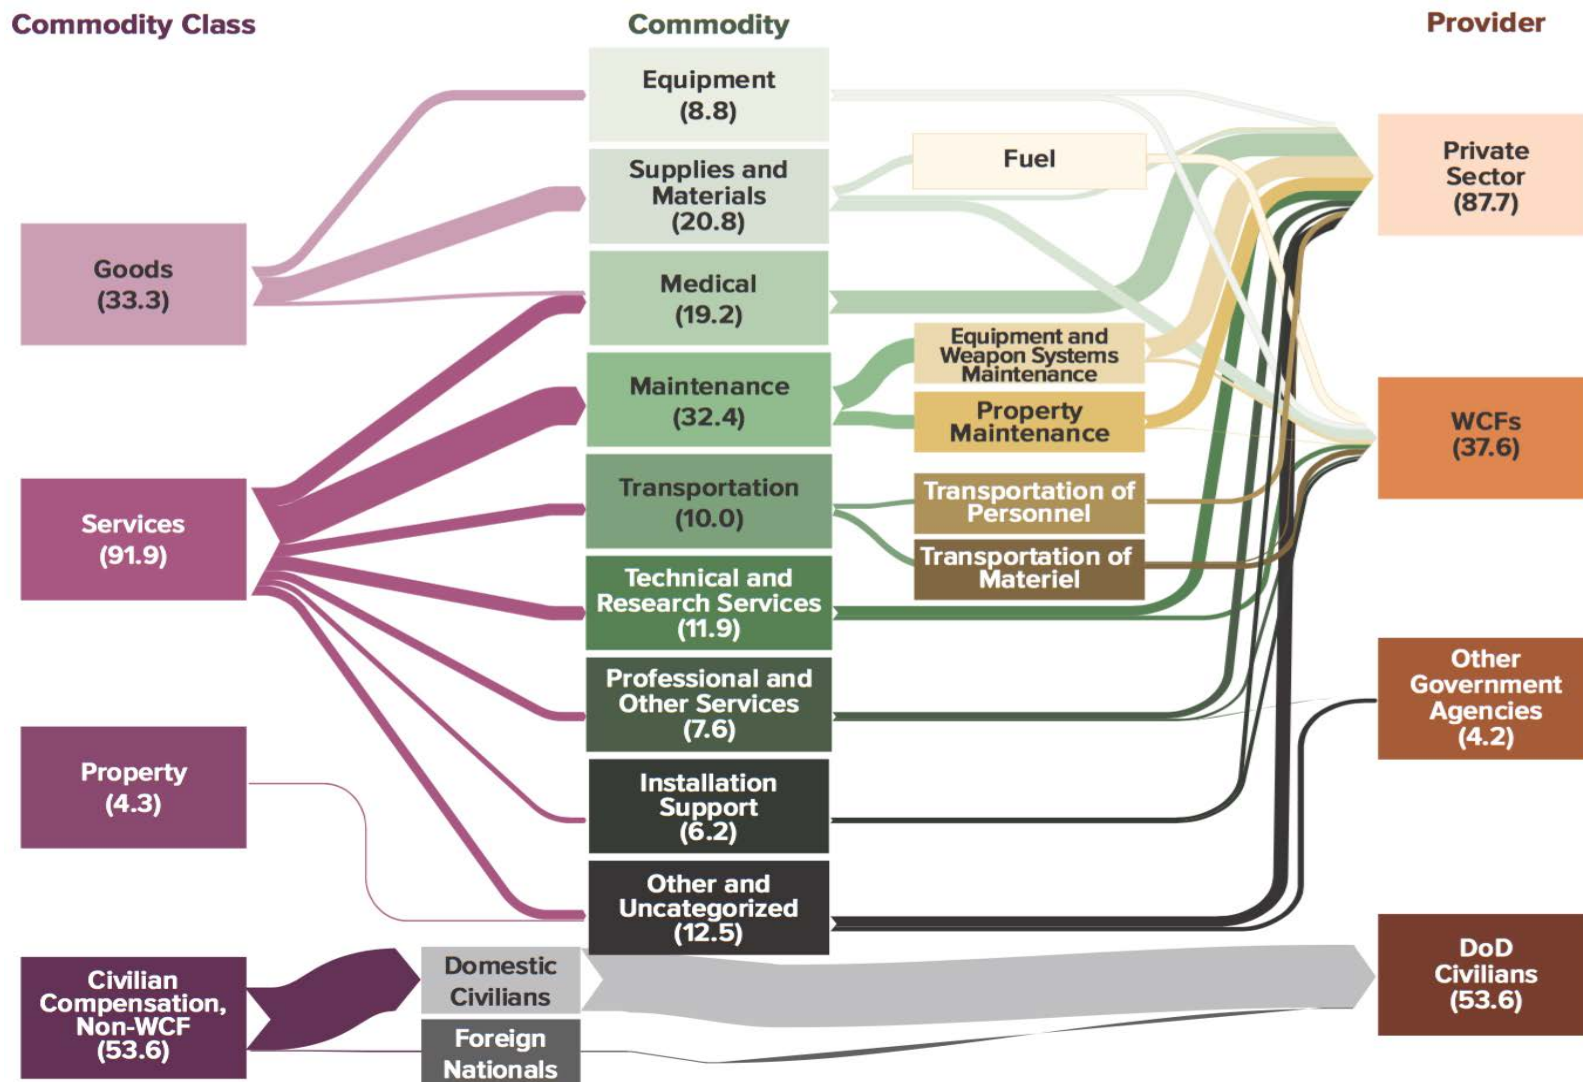 Commodity Class
Commodity
Provider
Goods
(33.3)
Services
(91.9)
Property
(4.3)
Civilian
Compensation,
Non-WCF
(53.6)
Equipment
(8.8)
Supplies and
Materials
(20.8)
Medical
(19.2)
Maintenance
(32.4)
Transportation
(10.0)
Technical and
Research Services
(11.9)
Professional and
Other Services
(7.6)
Installation
Support
(6.2)
Other and
Uncategorized
(12.5)
Domestic
Civilians
Foreign
Nationals
Fuel
Equipment and
Weapon Systems
Maintenance
Property
Maintenance
Transportation of
Personnel
Transportation of
Materiel
Private
Sector
(87.7)
WCFs
(37.6)
Other
Government
Agencies
(4.2)
DoD
Civilians
(53.6)